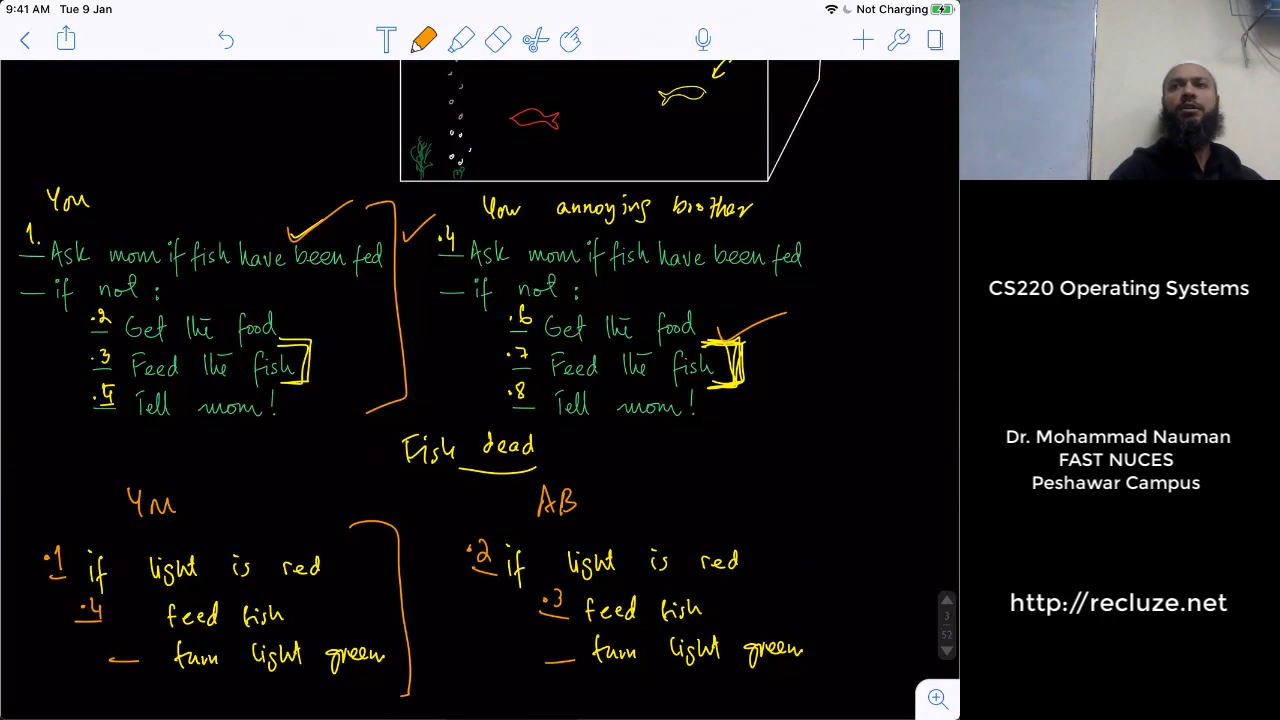 9:41 AM Tue 9 Jan
Not Charging
T
You
You annoying brother
1. Ask mom if fish have been fed
if not:
.2 Get the food
.3 Feed the fish
.5 Tell mom!
.4 Ask mom if fish have been fed
if not:
.6 Get the food
.7 Feed the fish
.8 Tell mom!
Fish dead
You
AB
.1 if light is red
.4 feed fish
turn light green
.2 if light is red
.3 feed fish
turn light green
3
52
CS220 Operating Systems
Dr. Mohammad Nauman
FAST NUCES
Peshawar Campus
http://recluze.net